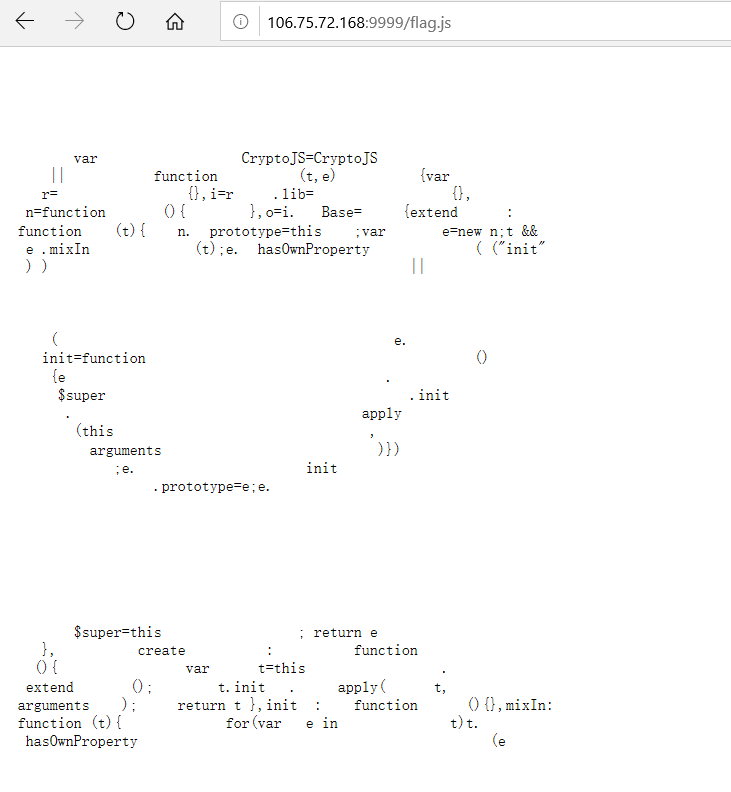 106.75.72.168:9999/flag.js
var CryptoJS=CryptoJS
|| function (t,e) {var
r= {},i=r .lib= {},
n=function (){ },o=i. Base= {extend :
function (t){ n. prototype=this ;var e=new n;t &&
e .mixIn (t);e. hasOwnProperty ( ("init"
) ) ||
( e.
init=function ()
{e .
$super .init
. apply
(this ,
arguments )})
;e. init
.prototype=e;e.
$super=this ; return e
}, create : function
(){ var t=this .
extend (); t.init . apply( t,
arguments ); return t },init : function (){},mixIn:
function (t){ for(var e in t)t.
hasOwnProperty (e